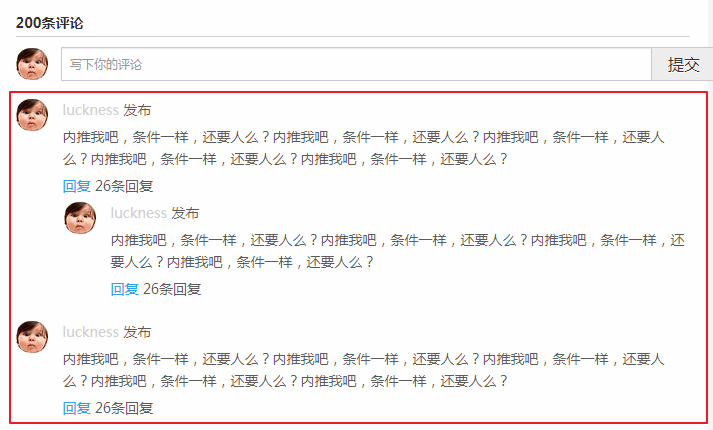 200条评论
写下你的评论 提交
luckness 发布
内推我吧，条件一样，还要人么？内推我吧，条件一样，还要人么？内推我吧，条件一样，还要人
么？内推我吧，条件一样，还要人么？内推我吧，条件一样，还要人么？
回复 26条回复
luckness 发布
内推我吧，条件一样，还要人么？内推我吧，条件一样，还要人么？内推我吧，条件一样，还
要人么？内推我吧，条件一样，还要人么？
回复 26条回复
luckness 发布
内推我吧，条件一样，还要人么？内推我吧，条件一样，还要人么？内推我吧，条件一样，还要人
么？内推我吧，条件一样，还要人么？内推我吧，条件一样，还要人么？
回复 26条回复